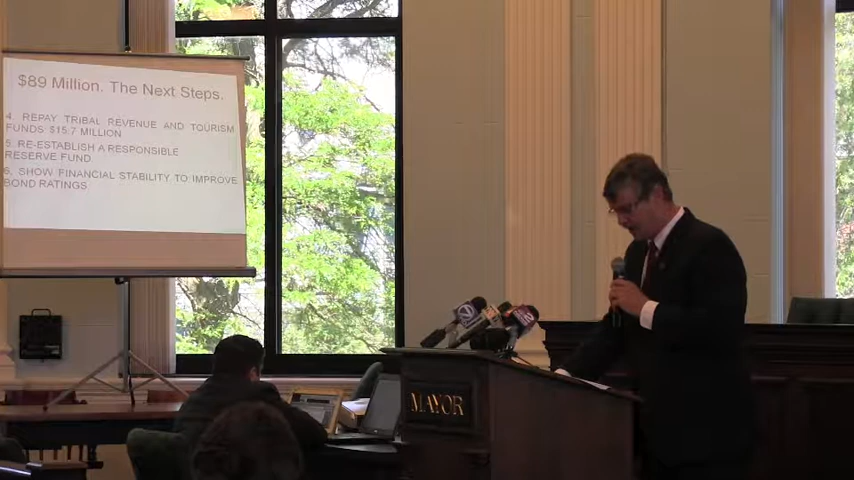 $89 Million. The Next Steps.
4. REPAY TRIBAL REVENUE AND TOURISM
FUNDS $15.7 MILLION
5. RE-ESTABLISH A RESPONSIBLE
RESERVE FUND
6. SHOW FINANCIAL STABILITY TO IMPROVE
BOND RATINGS
MAYOR